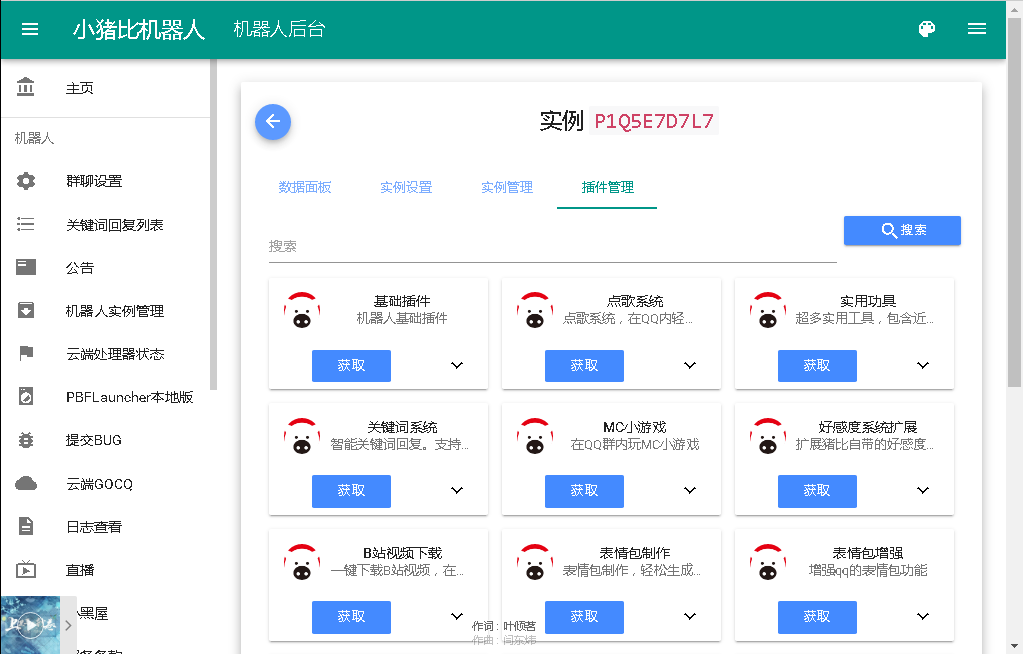 小猪比机器人 机器人后台
主页
机器人
群聊设置
关键词回复列表
公告
机器人实例管理
云端处理器状态
PBFLauncher本地版
提交BUG
云端GOCQ
日志查看
直播
小黑屋
实例 P1Q5E7D7L7
数据面板 实例设置 实例管理 插件管理
搜索
搜索
基础插件
机器人基础插件
获取
点歌系统
点歌系统，在QQ内轻...
获取
实用功具
超多实用工具，包含近...
获取
关键词系统
智能关键词回复。支持...
获取
MC小游戏
在QQ群内玩MC小游戏
获取
好感度系统扩展
扩展猪比自带的好感度...
获取
B站视频下载
一键下载B站视频，在...
获取
表情包制作
表情包制作，轻松生成...
获取
表情包增强
增强qq的表情包功能
获取
作词 : 叶倾茗
作曲 : 闫东炜